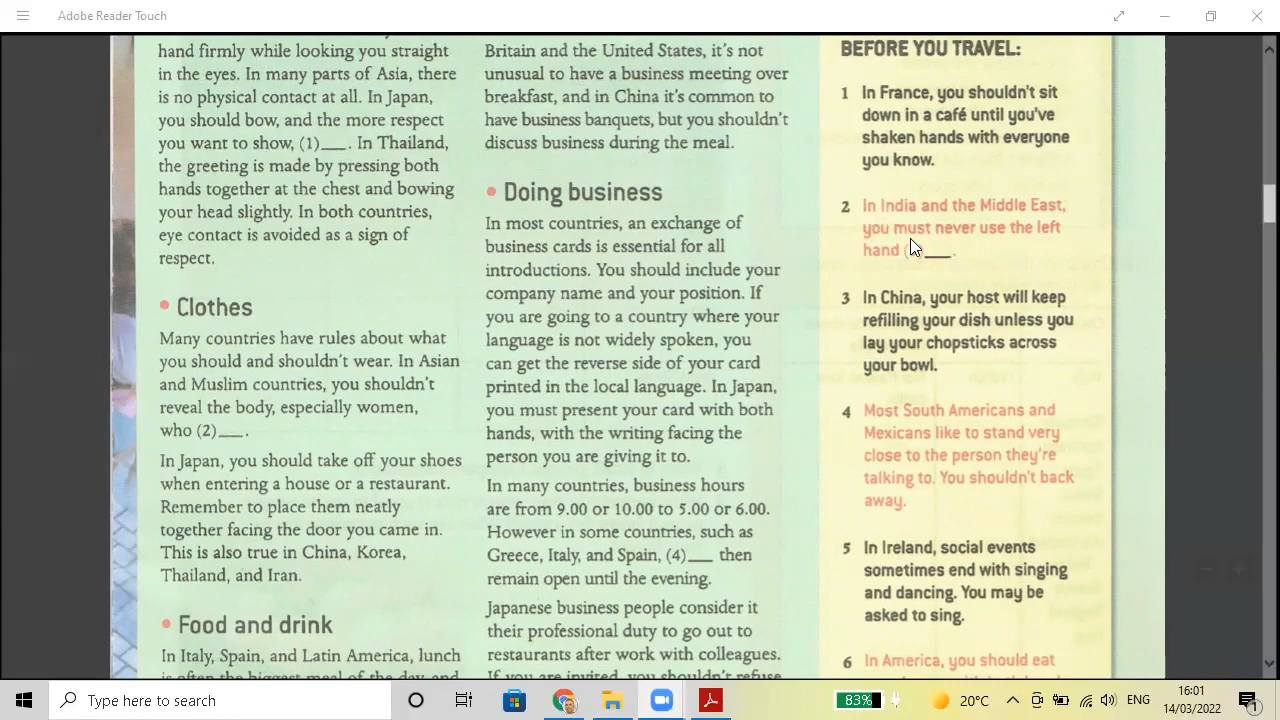 Adobe Reader Touch
hand firmly while looking you straight
in the eyes. In many parts of Asia, there
is no physical contact at all. In Japan,
you should bow, and the more respect
you want to show, (1)__. In Thailand,
the greeting is made by pressing both
hands together at the chest and bowing
your head slightly. In both countries,
eye contact is avoided as a sign of
respect.
• Clothes
Many countries have rules about what
you should and shouldn't wear. In Asian
and Muslim countries, you shouldn't
reveal the body, especially women,
who (2)__.
In Japan, you should take off your shoes
when entering a house or a restaurant.
Remember to place them neatly
together facing the door you came in.
This is also true in China, Korea,
Thailand, and Iran.
• Food and drink
In Italy, Spain, and Latin America, lunch
is often the biggest meal of the day, and
Britain and the United States, it's not
unusual to have a business meeting over
breakfast, and in China it's common to
have business banquets, but you shouldn't
discuss business during the meal.
• Doing business
In most countries, an exchange of
business cards is essential for all
introductions. You should include your
company name and your position. If
you are going to a country where your
language is not widely spoken, you
can get the reverse side of your card
printed in the local language. In Japan,
you must present your card with both
hands, with the writing facing the
person you are giving it to.
In many countries, business hours
are from 9.00 or 10.00 to 5.00 or 6.00.
However in some countries, such as
Greece, Italy, and Spain, (4)__ then
remain open until the evening.
Japanese business people consider it
their professional duty to go out to
restaurants after work with colleagues.
If you are invited, you shouldn't refuse
BEFORE YOU TRAVEL:
1 In France, you shouldn't sit
down in a café until you've
shaken hands with everyone
you know.
2 In India and the Middle East,
you must never use the left
hand ( )__.
3 In China, your host will keep
refilling your dish unless you
lay your chopsticks across
your bowl.
4 Most South Americans and
Mexicans like to stand very
close to the person they're
talking to. You shouldn't back
away.
5 In Ireland, social events
sometimes end with singing
and dancing. You may be
asked to sing.
6 In America, you should eat
Type here to search
83%
20°C
ENG
16:01
14/03/2022
1